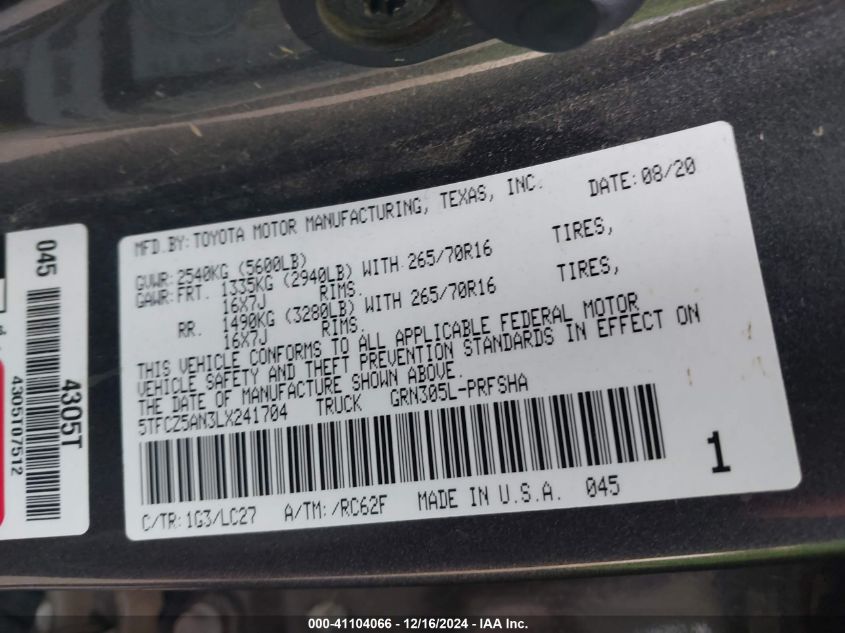 MFD.BY:TOYOTA MOTOR MANUFACTURING, TEXAS, INC. DATE:08/20
GVWR:2540KG (5600LB)
GAWR:FRT. 1335KG (2940LB) WITH 265/70R16 TIRES,
16X7J RIMS.
RR. 1490KG (3280LB) WITH 265/70R16 TIRES,
16X7J RIMS.
THIS VEHICLE CONFORMS TO ALL APPLICABLE FEDERAL MOTOR
VEHICLE SAFETY AND THEFT PREVENTION STANDARDS IN EFFECT ON
THE DATE OF MANUFACTURE SHOWN ABOVE.
5TFCZ5AN3LX241704 TRUCK GRN305L-PRFSHA
1
C/TR:1G3/LC27 A/TM:/RC62F MADE IN U.S.A. 045
045
4305T
4305T07512
000-41104066 / 12/16/2024 - IAA Inc.